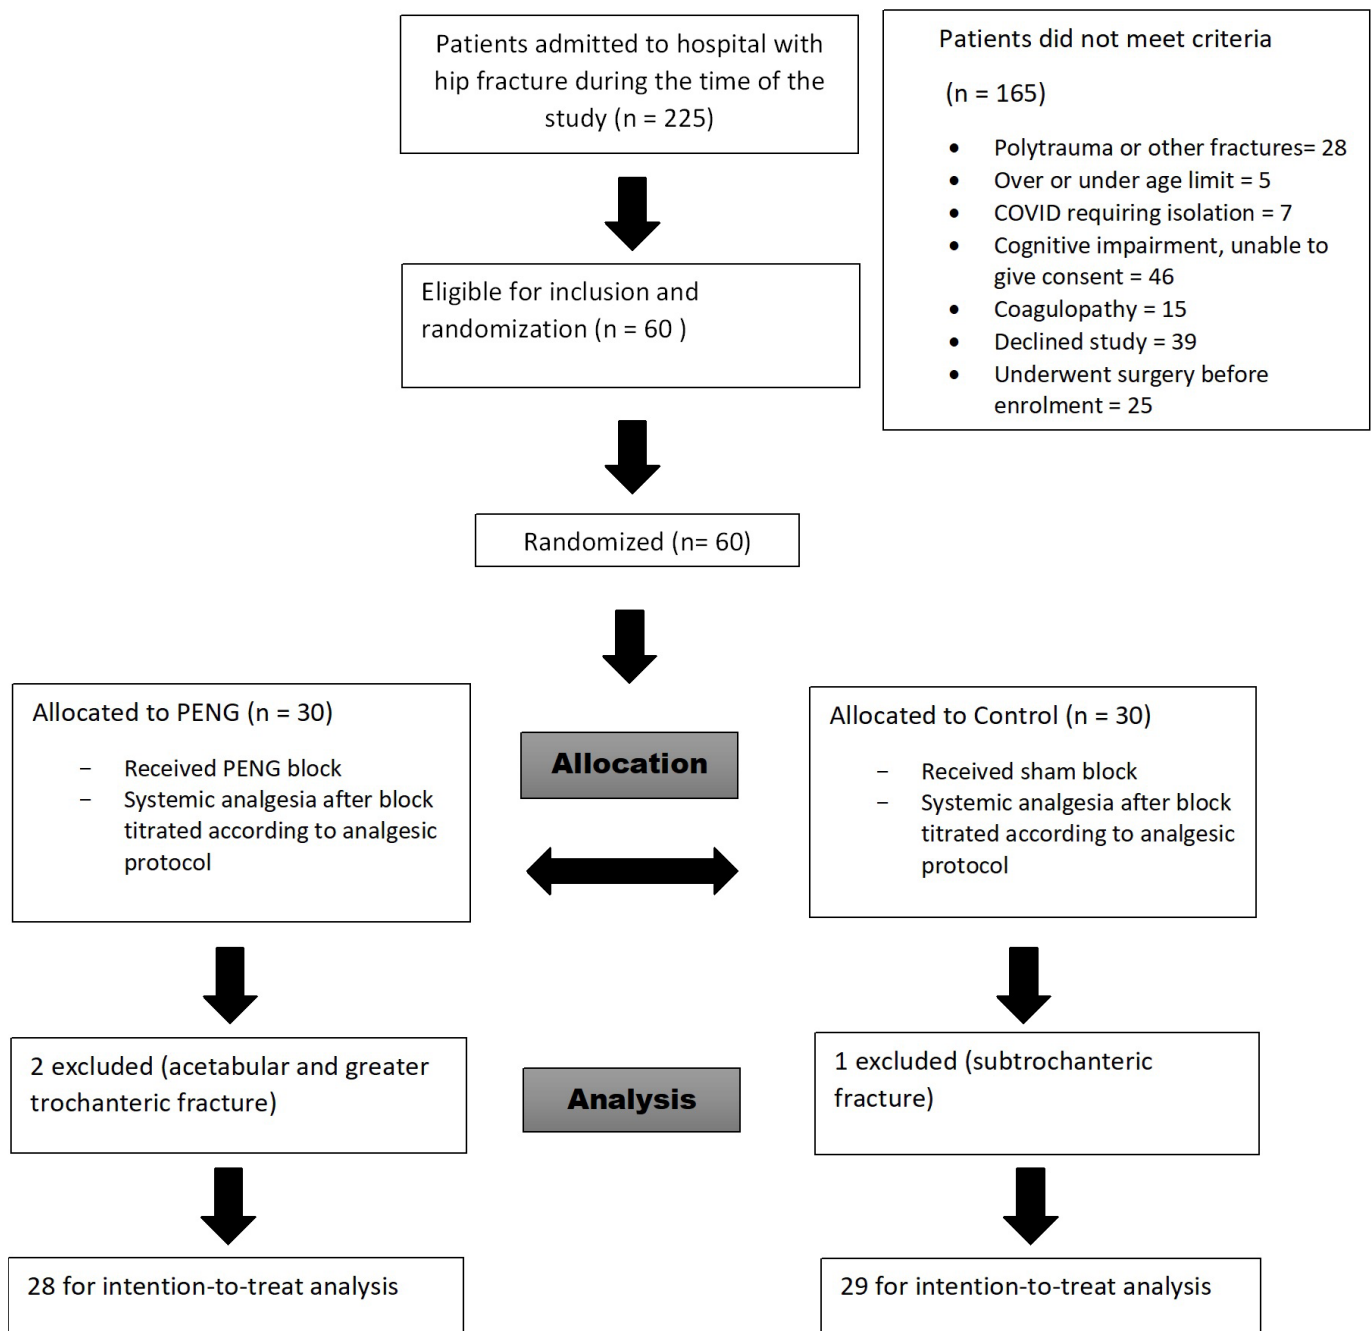 Patients admitted to hospital with
hip fracture during the time of the
study (n = 225)
Patients did not meet criteria
(n = 165)
• Polytrauma or other fractures= 28
• Over or under age limit = 5
• COVID requiring isolation = 7
• Cognitive impairment, unable to
give consent = 46
• Coagulopathy = 15
• Declined study = 39
• Underwent surgery before
enrolment = 25
Eligible for inclusion and
randomization (n = 60 )
Randomized (n= 60)
Allocated to PENG (n = 30)
– Received PENG block
– Systemic analgesia after block
titrated according to analgesic
protocol
Allocation
Allocated to Control (n = 30)
– Received sham block
– Systemic analgesia after block
titrated according to analgesic
protocol
2 excluded (acetabular and greater
trochanteric fracture)
Analysis
1 excluded (subtrochanteric
fracture)
28 for intention-to-treat analysis
29 for intention-to-treat analysis